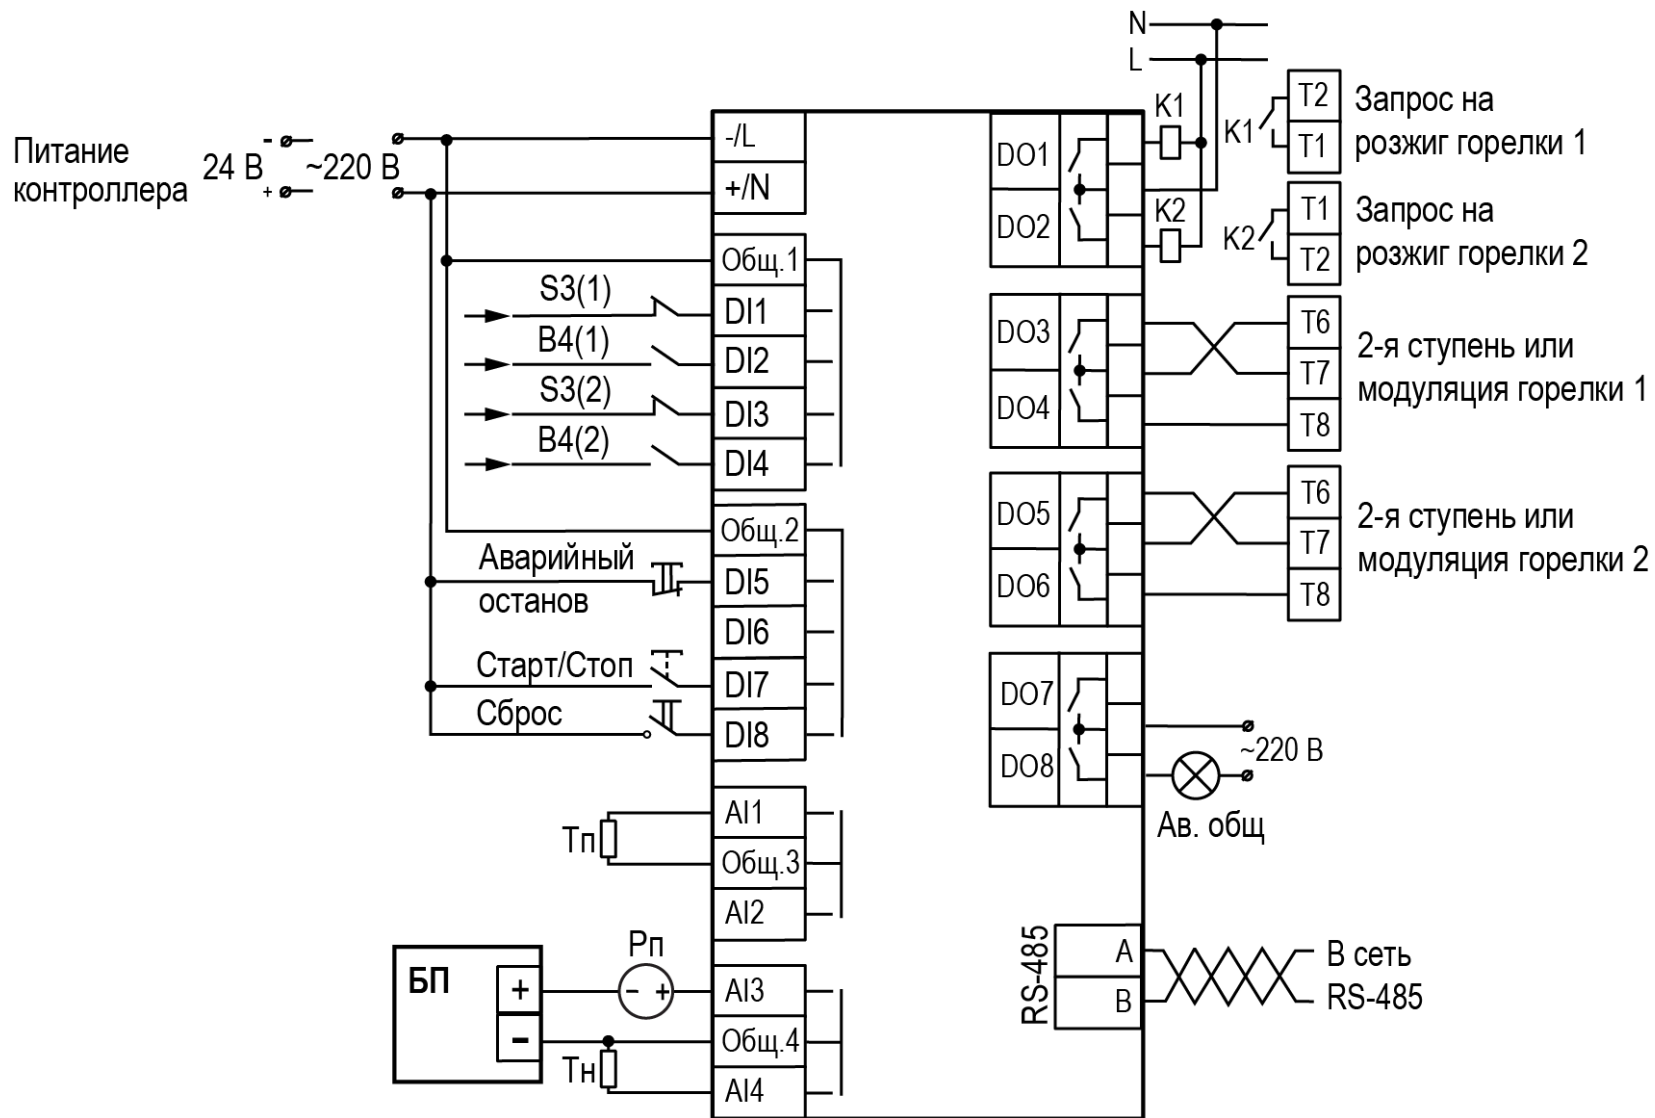 Питание
контроллера
24 В
-
+
~220 В
-/L
+/N
Общ.1
S3(1)
DI1
B4(1)
DI2
S3(2)
DI3
B4(2)
DI4
Общ.2
Аварийный
останов
DI5
DI6
Старт/Стоп
DI7
Сброс
DI8
Тп
AI1
Общ.3
AI2
БП
+
-
Рп
- +
AI3
Общ.4
Тн
AI4
N
L
DO1
DO2
K1
K2
K1
T2
T1
Запрос на
розжиг горелки 1
K2
T1
T2
Запрос на
розжиг горелки 2
DO3
DO4
T6
T7
T8
2-я ступень или
модуляция горелки 1
DO5
DO6
T6
T7
T8
2-я ступень или
модуляция горелки 2
DO7
DO8
~220 В
Ав. общ
RS-485
A
B
В сеть
RS-485